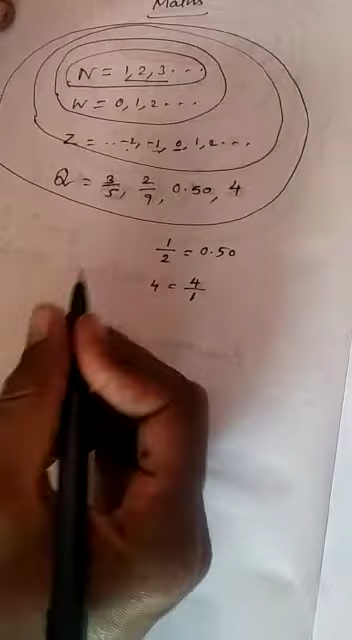 Maths
N = 1, 2, 3 ...
W = 0, 1, 2 ...
Z = .. -2, -1, 0, 1, 2 ...
Q = 3/5, 2/9, 0.50, 4
1/2 = 0.50
4 = 4/1